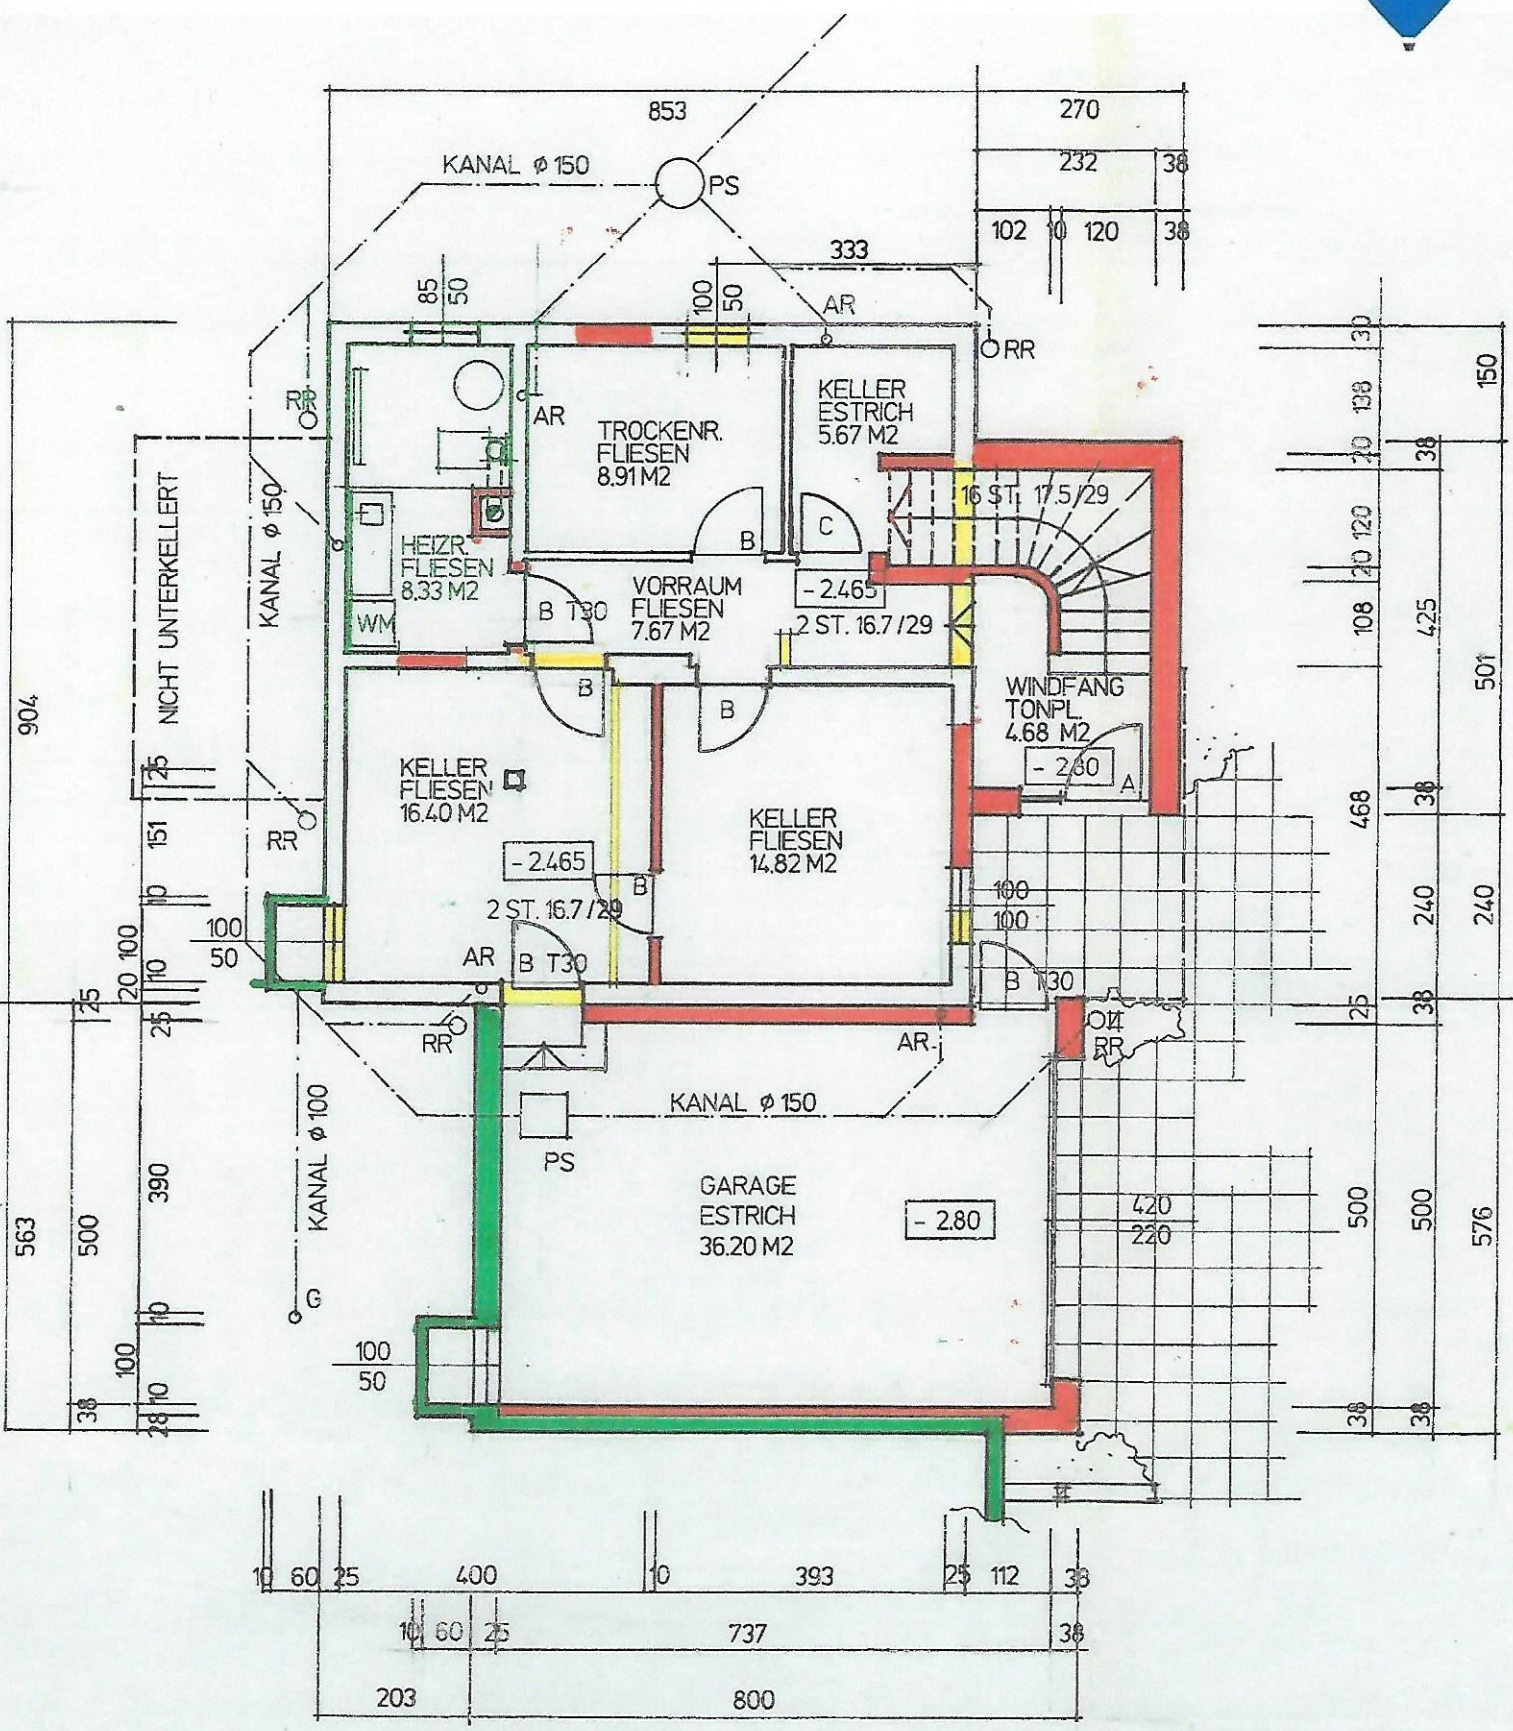 853
270
KANAL ø 150
PS
232
38
102
10
120
38
333
85
50
100
50
AR
RR
30
150
RR
AR
KELLER
ESTRICH
5.67 M2
138
TROCKENR.
FLIESEN
8.91 M2
20
38
NICHT UNTERKELLERT
KANAL ø 150
16 ST. 17.5/29
C
B
120
HEIZR.
FLIESEN
8.33 M2
20
VORRAUM
FLIESEN
7.67 M2
- 2.465
B T30
WM
2 ST. 16.7/29
108
425
501
904
B
B
WINDFANG
TONPL.
4.68 M2
- 2.80
A
KELLER
FLIESEN
16.40 M2
25
38
468
151
RR
KELLER
FLIESEN
14.82 M2
- 2.465
B
10
100
100
240
240
2 ST. 16.7/29
100
50
100
AR
B T30
10
20
B T30
25
25
25
38
RR
AR
RR
KANAL ø 150
KANAL ø 100
PS
GARAGE
ESTRICH
36.20 M2
- 2.80
420
220
390
500
563
500
500
576
G
10
100
100
50
10
38
28
38
38
10
60
25
400
10
393
25
112
38
10
60
25
737
38
203
800